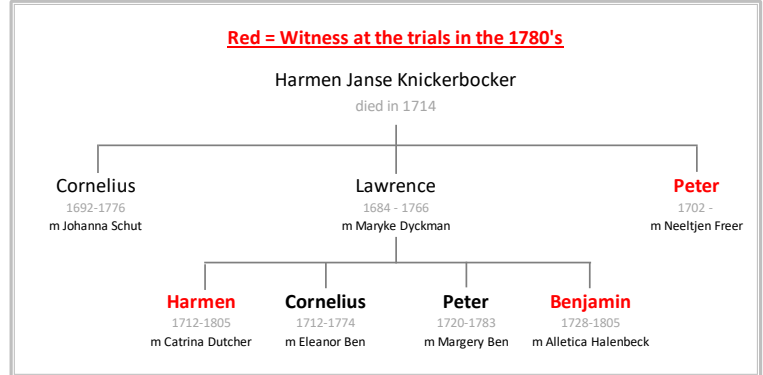 Red = Witness at the trials in the 1780's
Harmen Janse Knickerbocker
died in 1714
Cornelius
1692-1776
m Johanna Schut
Lawrence
1684 - 1766
m Maryke Dyckman
Peter
1702 -
m Neeltjen Freer
Harmen
1712-1805
m Catrina Dutcher
Cornelius
1712-1774
m Eleanor Ben
Peter
1720-1783
m Margery Ben
Benjamin
1728-1805
m Alletica Halenbeck